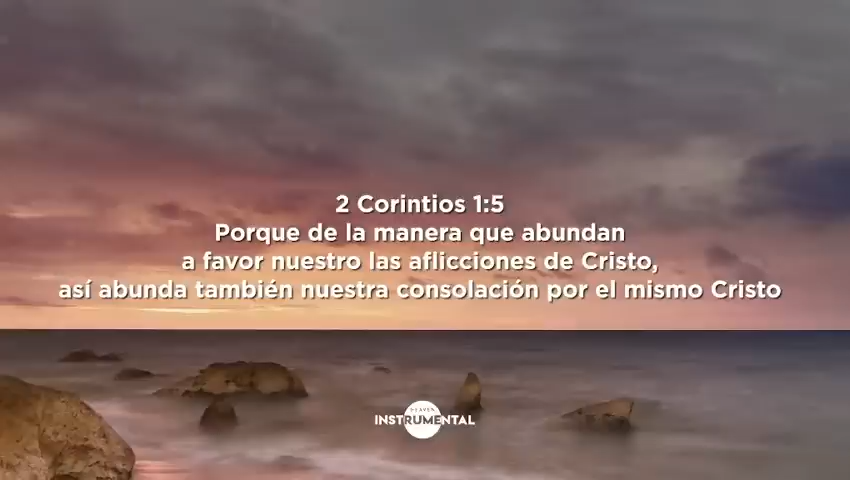 2 Corintios 1:5
Porque de la manera que abundan
a favor nuestro las aflicciones de Cristo,
así abunda también nuestra consolación por el mismo Cristo
HEAVEN
INSTRUMENTAL